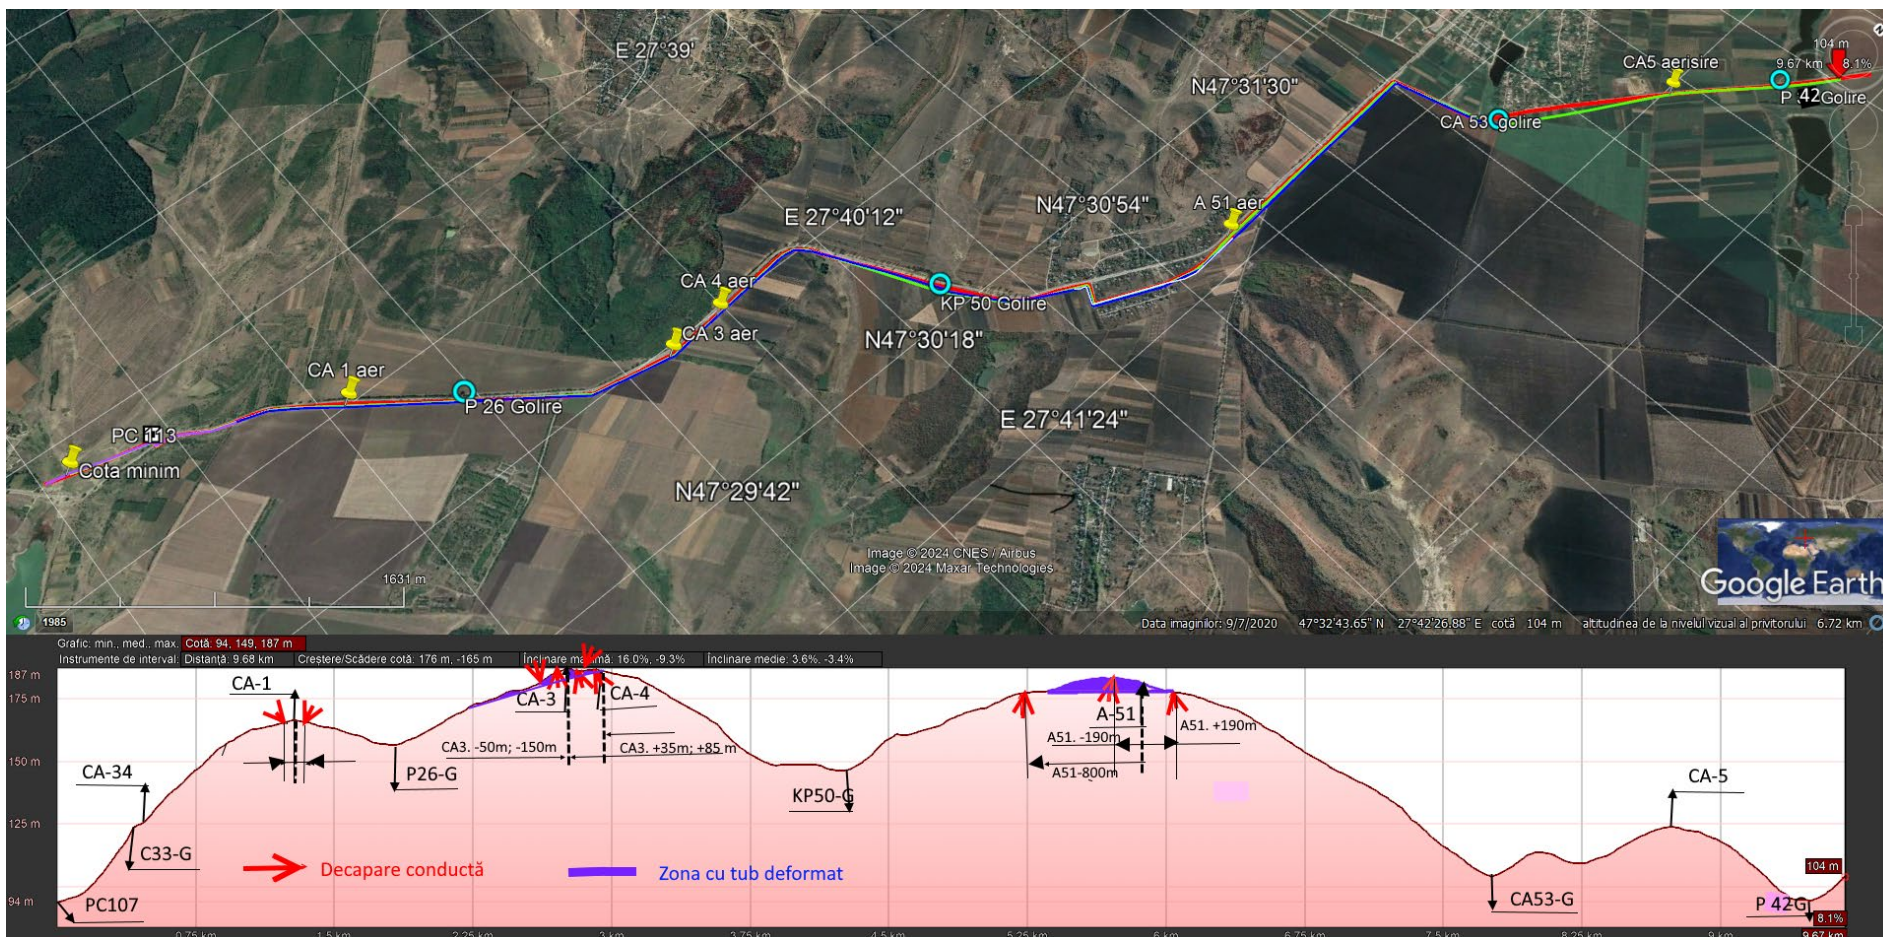 E 27°39'
104 m
CA5 aerisire
9.67 km 8.1%
N47°31'30"
P 42 Golire
CA 53 golire
N47°30'54"
A 51 aer
E 27°40'12"
CA 4 aer
KP 50 Golire
CA 3 aer
N47°30'18"
CA 1 aer
P 26 Golire
E 27°41'24"
PC 113
Cota minim
N47°29'42"
Image © 2024 CNES / Airbus
Image © 2024 Maxar Technologies
1631 m
Google Earth
1985
Data imaginilor: 9/7/2020 47°32'43.65" N 27°42'26.88" E cotă 104 m altitudinea de la nivelul vizual al privitorului 6.72 km
Grafic: min., med., max. Cotă: 94, 149, 187 m
Instrumente de interval: Distanță: 9.68 km Creștere/Scădere cotă: 176 m, -165 m Înclinare maximă: 16.0%, -9.3% Înclinare medie: 3.6%, -3.4%
187 m
CA-1
175 m
CA-3
CA-4
A-51
A51. +190m
A51. -190m
CA3. -50m; -150m
CA3. +35m; +85 m
150 m
CA-34
P26-G
A51-800m
CA-5
KP50-G
125 m
C33-G
Decapare conductă
Zona cu tub deformat
104 m
94 m
PC107
CA53-G
P 42G
8.1%
0.75 km
1.5 km
2.25 km
3 km
3.75 km
4.5 km
5.25 km
6 km
6.75 km
7.5 km
8.25 km
9 km
9.67 km